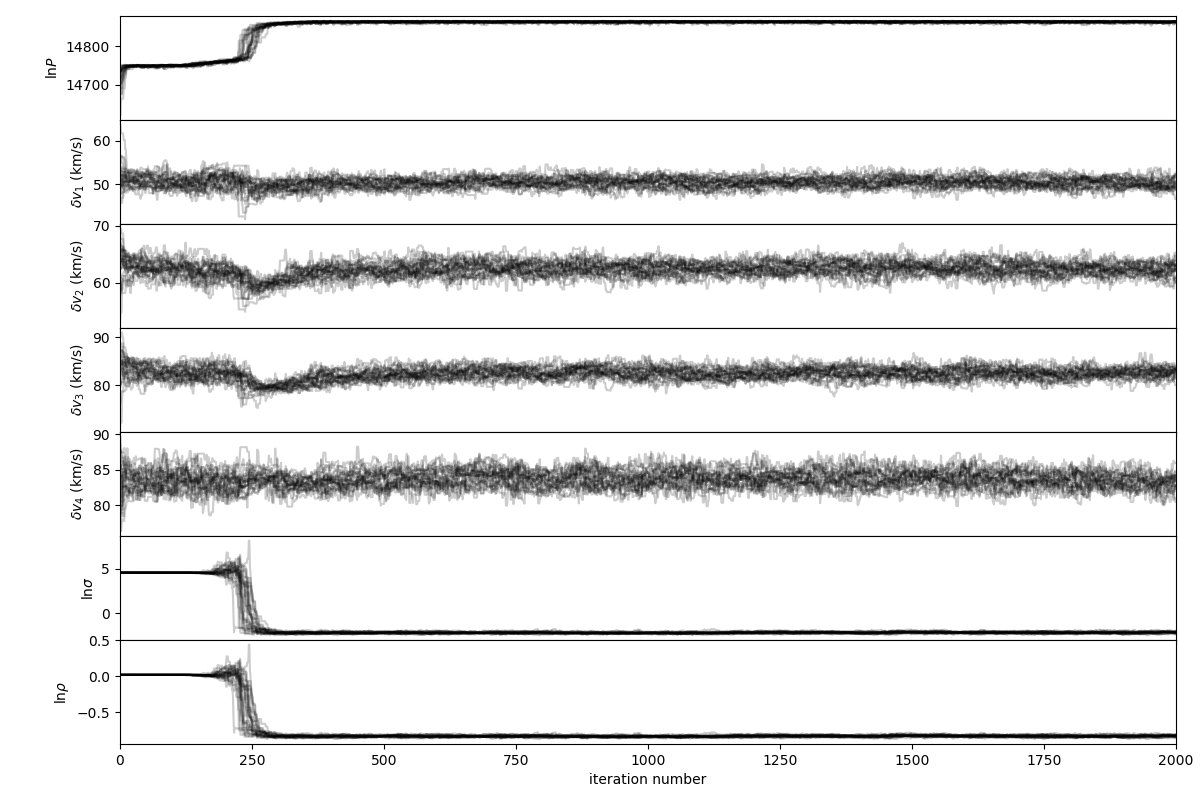 14800
14700
lnP
60
50
δv₁ (km/s)
70
60
δv₂ (km/s)
90
80
δv₃ (km/s)
90
85
80
δv₄ (km/s)
5
0
lnσ
0.5
0.0
−0.5
lnρ
0 250 500 750 1000 1250 1500 1750 2000
iteration number